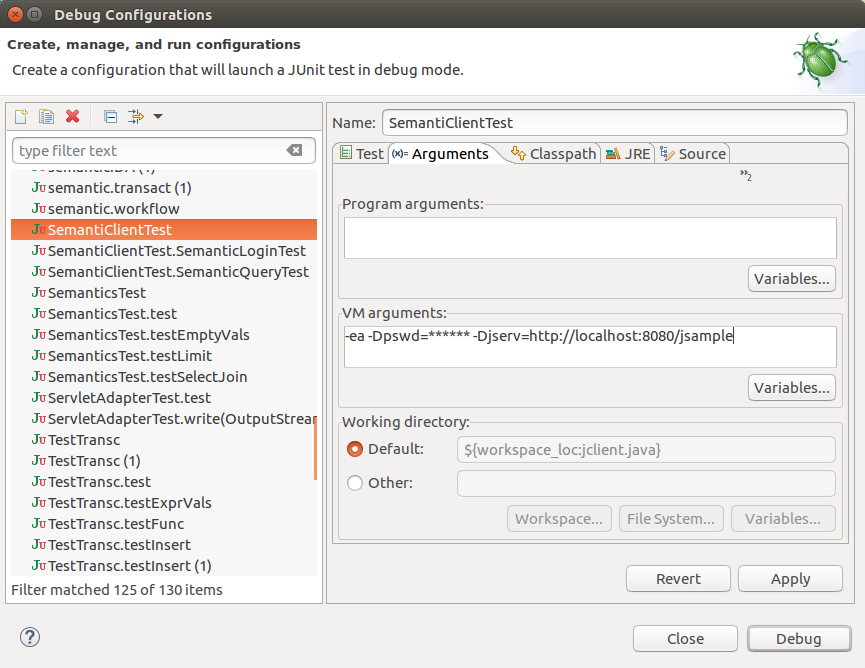 Debug Configurations
Create, manage, and run configurations
Create a configuration that will launch a JUnit test in debug mode.
type filter text
semantic.transact (1)
semantic.workflow
SemantiClientTest
SemantiClientTest.SemanticLoginTest
SemantiClientTest.SemanticQueryTest
SemanticsTest
SemanticsTest.test
SemanticsTest.testEmptyVals
SemanticsTest.testLimit
SemanticsTest.testSelectJoin
ServletAdapterTest.test
ServletAdapterTest.write(OutputStream
TestTransc
TestTransc (1)
TestTransc.test
TestTransc.testExprVals
TestTransc.testFunc
TestTransc.testInsert
TestTransc.testInsert (1)
Filter matched 125 of 130 items
Name: SemantiClientTest
Test (x)= Arguments Classpath JRE Source
»2
Program arguments:
Variables...
VM arguments:
-ea -Dpswd=****** -Djserv=http://localhost:8080/jsample
Variables...
Working directory:
Default: ${workspace_loc:jclient.java}
Other:
Workspace... File System... Variables...
Revert Apply
? Close Debug